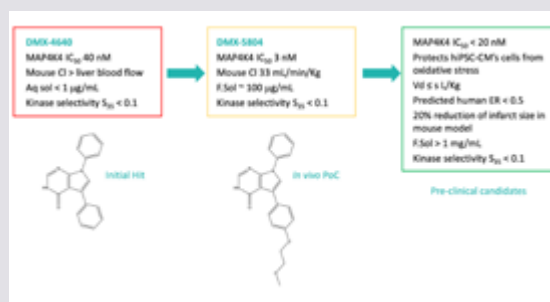 DMX-4640
MAP4K4 IC50 40 nM
Mouse Cl > liver blood flow
Aq sol < 1 µg/mL
Kinase selectivity S35 < 0.1
Initial Hit
DMX-5804
MAP4K4 IC50 3 nM
Mouse Cl 33 mL/min/Kg
F.Sol ~ 100 µg/mL
Kinase selectivity S35 < 0.1
In vivo PoC
MAP4K4 IC50 < 20 nM
Protects hiPSC-CM's cells from
oxidative stress
Vd ≤ L/Kg
Predicted human ER < 0.5
20% reduction of infarct size in
mouse model
F.Sol > 1 mg/mL
Kinase selectivity S35 < 0.1
Pre-clinical candidates